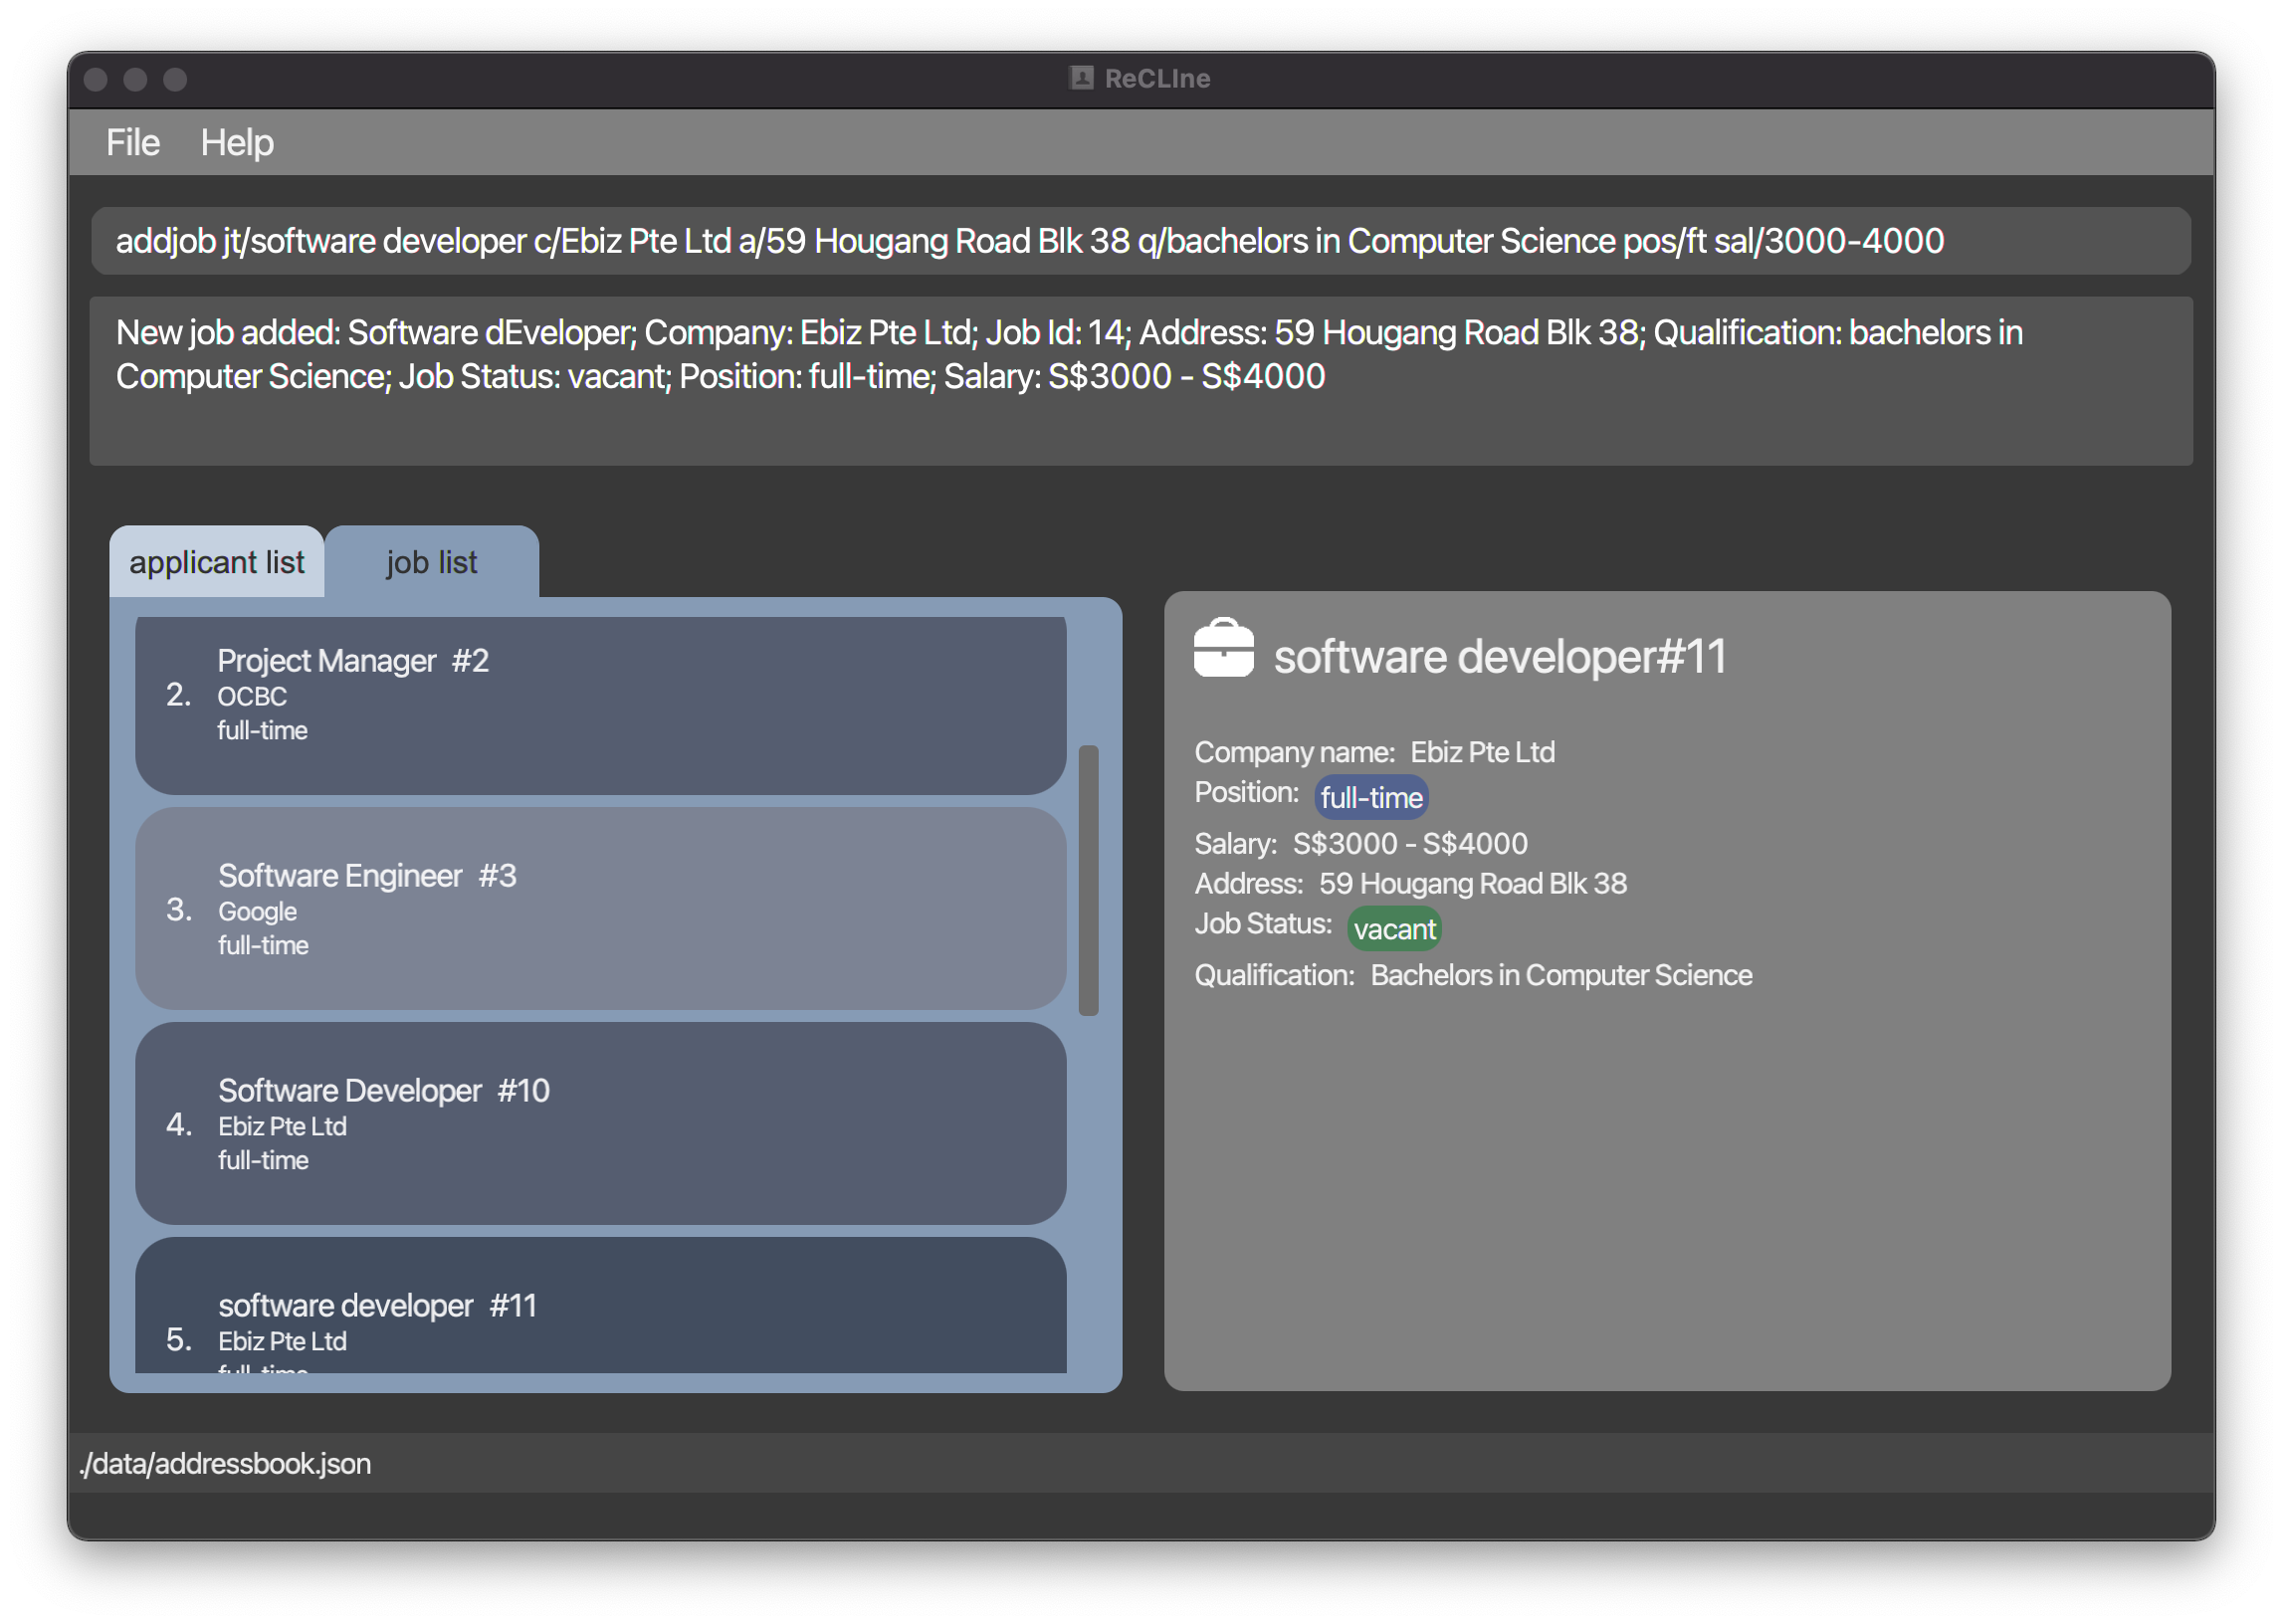 ReCLIne
File Help
addjob jt/software developer c/Ebiz Pte Ltd a/59 Hougang Road Blk 38 q/bachelors in Computer Science pos/ft sal/3000-4000
New job added: Software dEveloper; Company: Ebiz Pte Ltd; Job Id: 14; Address: 59 Hougang Road Blk 38; Qualification: bachelors in
Computer Science; Job Status: vacant; Position: full-time; Salary: S$3000 - S$4000
applicant list job list
Project Manager #2
2.
OCBC
full-time
Software Engineer #3
3.
Google
full-time
Software Developer #10
4.
Ebiz Pte Ltd
full-time
software developer #11
5.
Ebiz Pte Ltd
full-time
software developer#11
Company name: Ebiz Pte Ltd
Position: full-time
Salary: S$3000 - S$4000
Address: 59 Hougang Road Blk 38
Job Status: vacant
Qualification: Bachelors in Computer Science
./data/addressbook.json